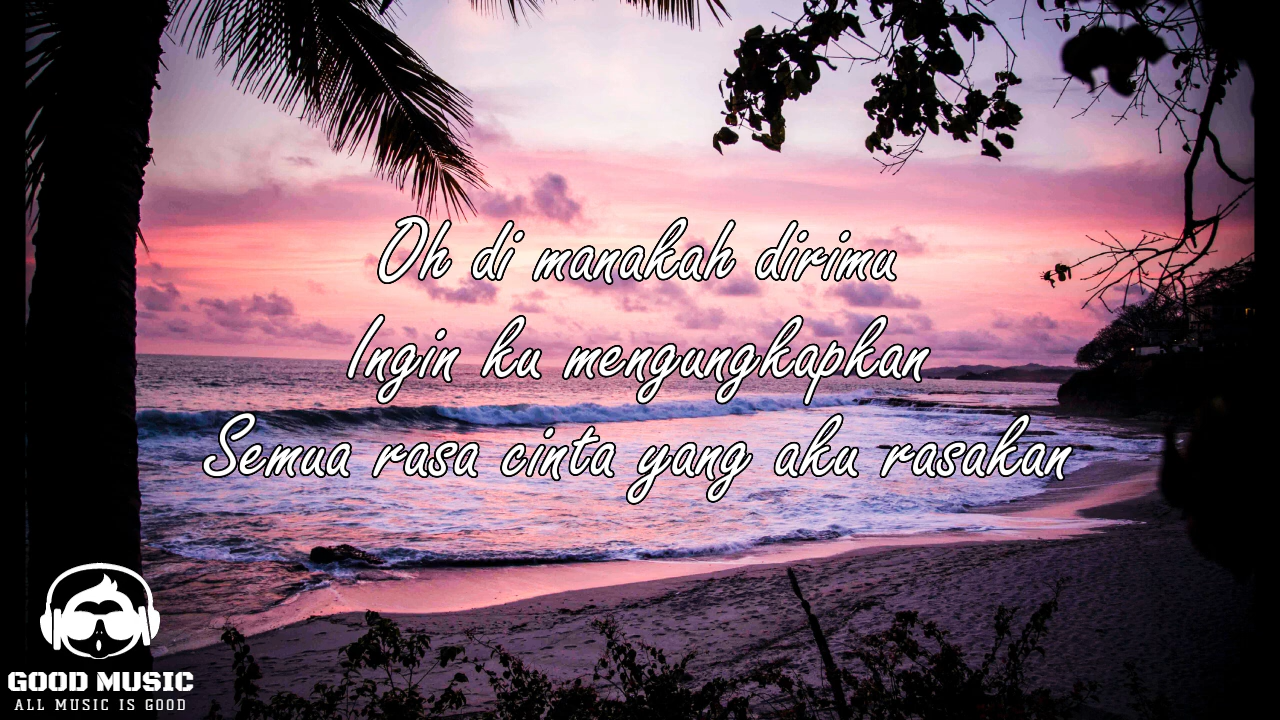 Oh di manakah dirimu
Ingin ku mengungkapkan
Semua rasa cinta yang aku rasakan
GOOD MUSIC
ALL MUSIC IS GOOD